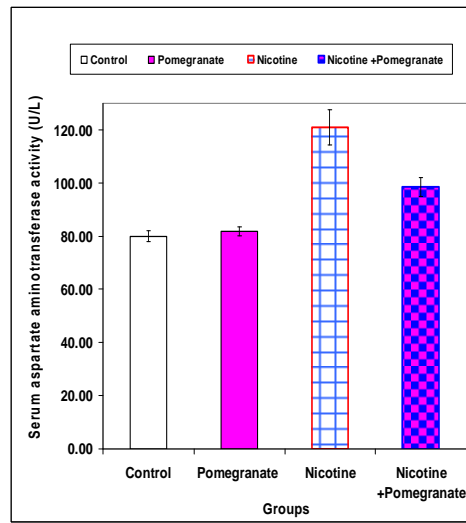 Control Pomegranate Nicotine Nicotine +Pomegranate
Serum aspartate aminotransferase activity (U/L)
120.00
100.00
80.00
60.00
40.00
20.00
0.00
Control Pomegranate Nicotine Nicotine
+Pomegranate
Groups